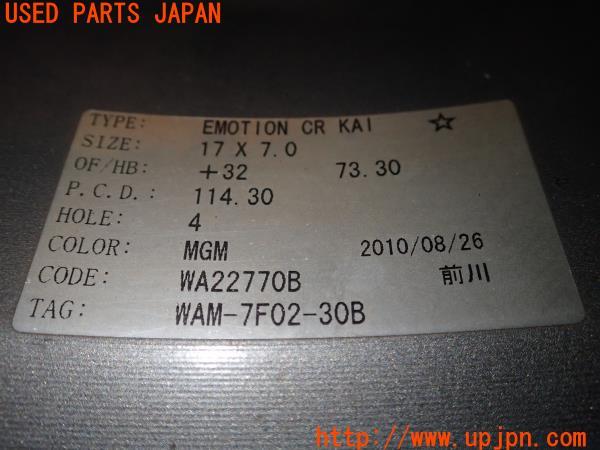 USED PARTS JAPAN
TYPE: EMOTION CR KAI ☆
SIZE: 17 X 7.0
OF/HB: +32 73.30
P.C.D.: 114.30
HOLE: 4
COLOR: MGM 2010/08/26
CODE: WA22770B 前川
TAG: WAM-7F02-30B
http://www.upjpn.com/